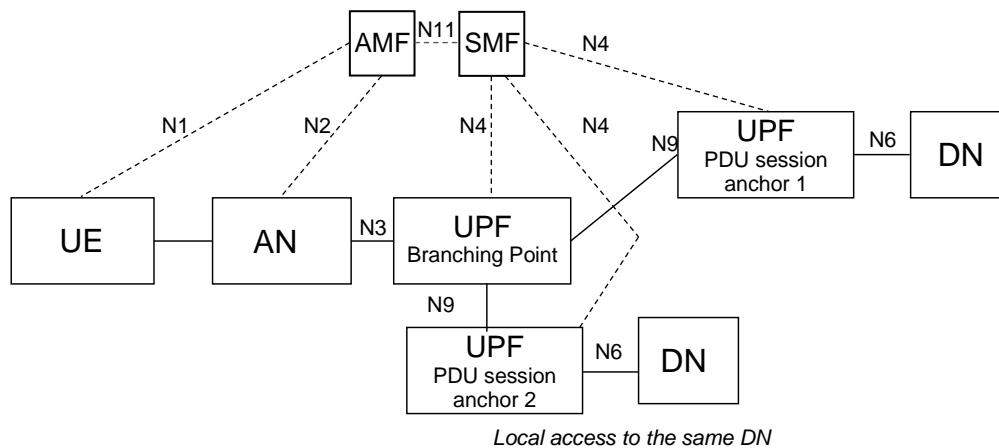 AMF
N11
SMF
N4
N1
N2
N4
N4
UPF
PDU session
anchor 1
N9
N6
DN
UE
AN
N3
UPF
Branching Point
N9
UPF
PDU session
anchor 2
N6
DN
Local access to the same DN